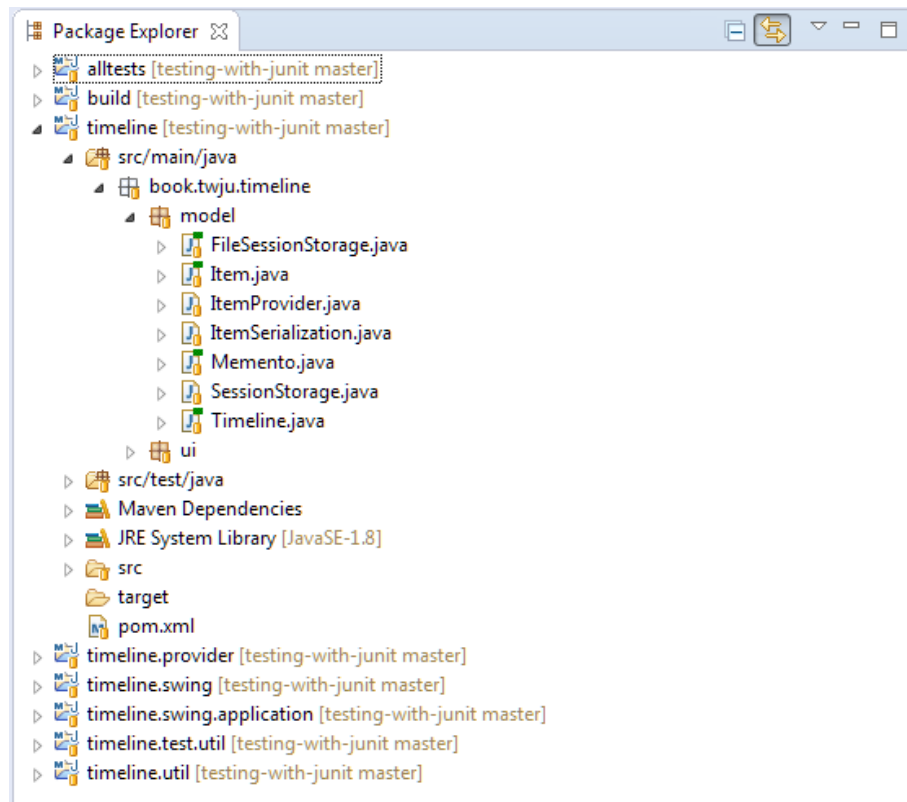 Package Explorer
alltests [testing-with-junit master]
build [testing-with-junit master]
timeline [testing-with-junit master]
src/main/java
book.twju.timeline
model
FileSessionStorage.java
Item.java
ItemProvider.java
ItemSerialization.java
Memento.java
SessionStorage.java
Timeline.java
ui
src/test/java
Maven Dependencies
JRE System Library [JavaSE-1.8]
src
target
pom.xml
timeline.provider [testing-with-junit master]
timeline.swing [testing-with-junit master]
timeline.swing.application [testing-with-junit master]
timeline.test.util [testing-with-junit master]
timeline.util [testing-with-junit master]